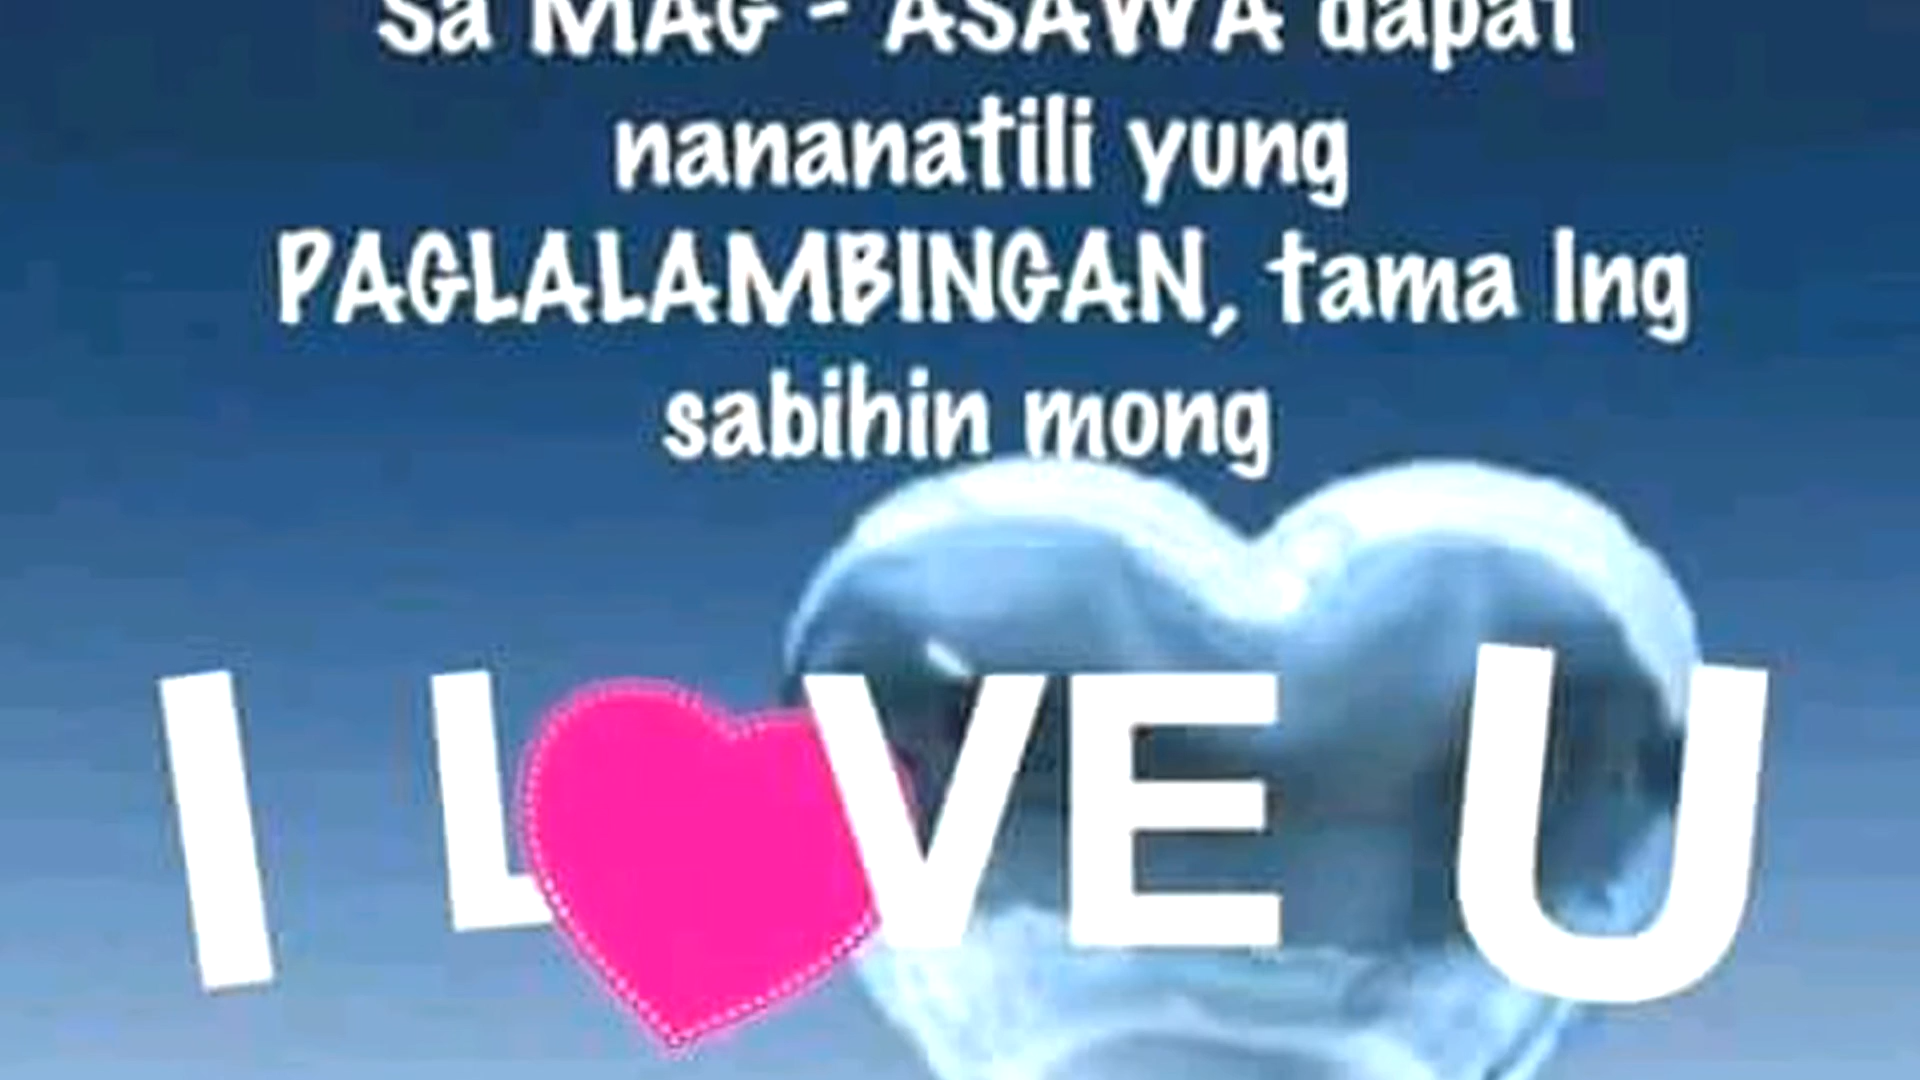 Sa MAG - ASAWA dapat
nananatili yung
PAGLALAMBINGAN, tama lng
sabihin mong
I L VE U